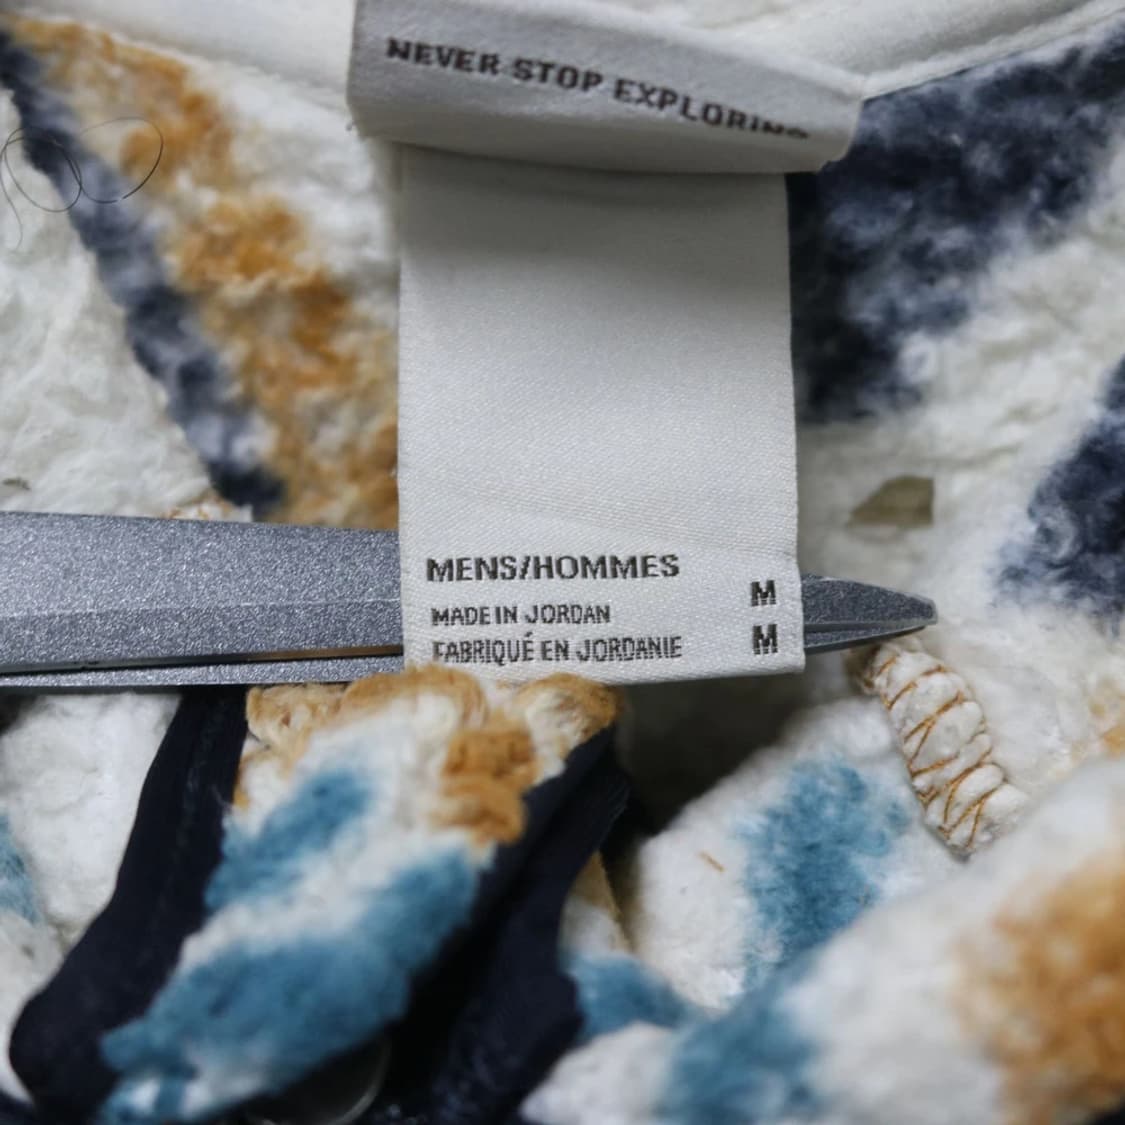 NEVER STOP EXPLORING
MENS/HOMMES
MADE IN JORDAN M
FABRIQUÉ EN JORDANIE M